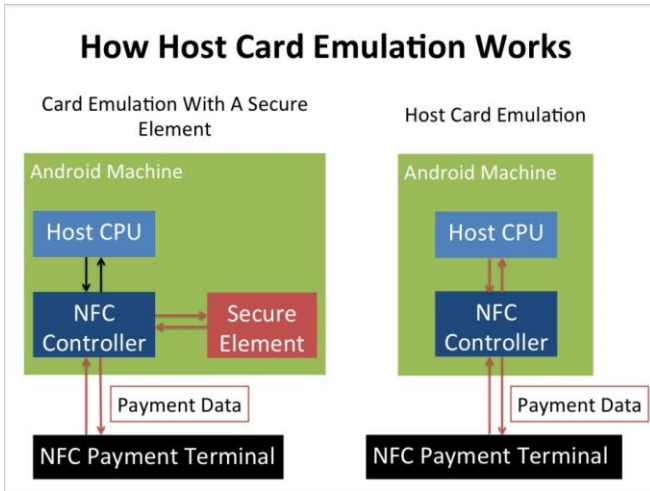 How Host Card Emulation Works
Card Emulation With A Secure
Element
Android Machine
Host CPU
NFC
Controller
Secure
Element
Payment Data
NFC Payment Terminal
Host Card Emulation
Android Machine
Host CPU
NFC
Controller
Payment Data
NFC Payment Terminal